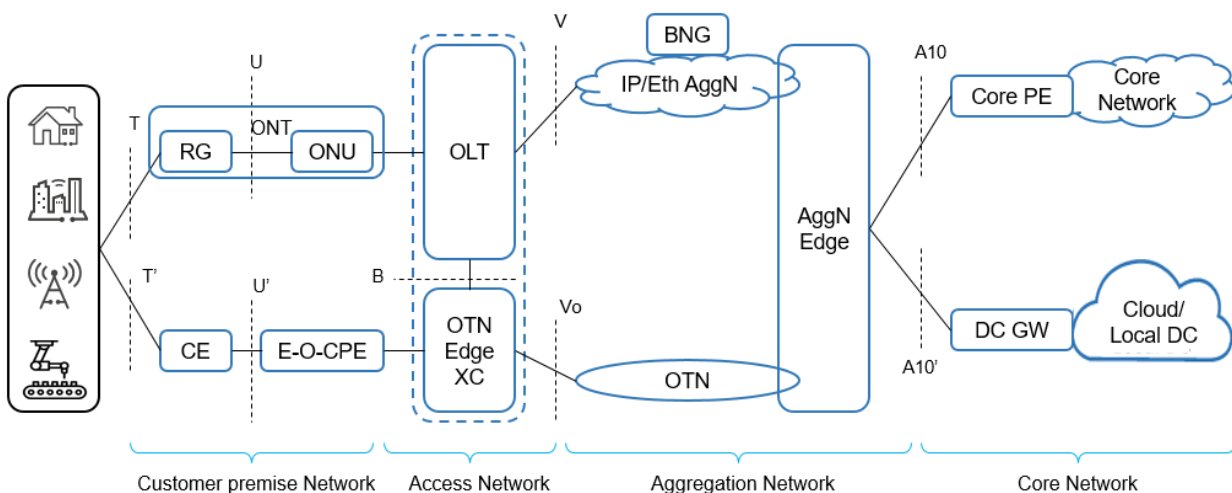 V
BNG
U
A10
IP/Eth AggN
Core PE
Core
Network
T
ONT
RG
ONU
OLT
AggN
Edge
T’
U’
B
Vo
OTN
Edge
XC
CE
E-O-CPE
OTN
DC GW
Cloud/
Local DC
A10’
Customer premise Network
Access Network
Aggregation Network
Core Network